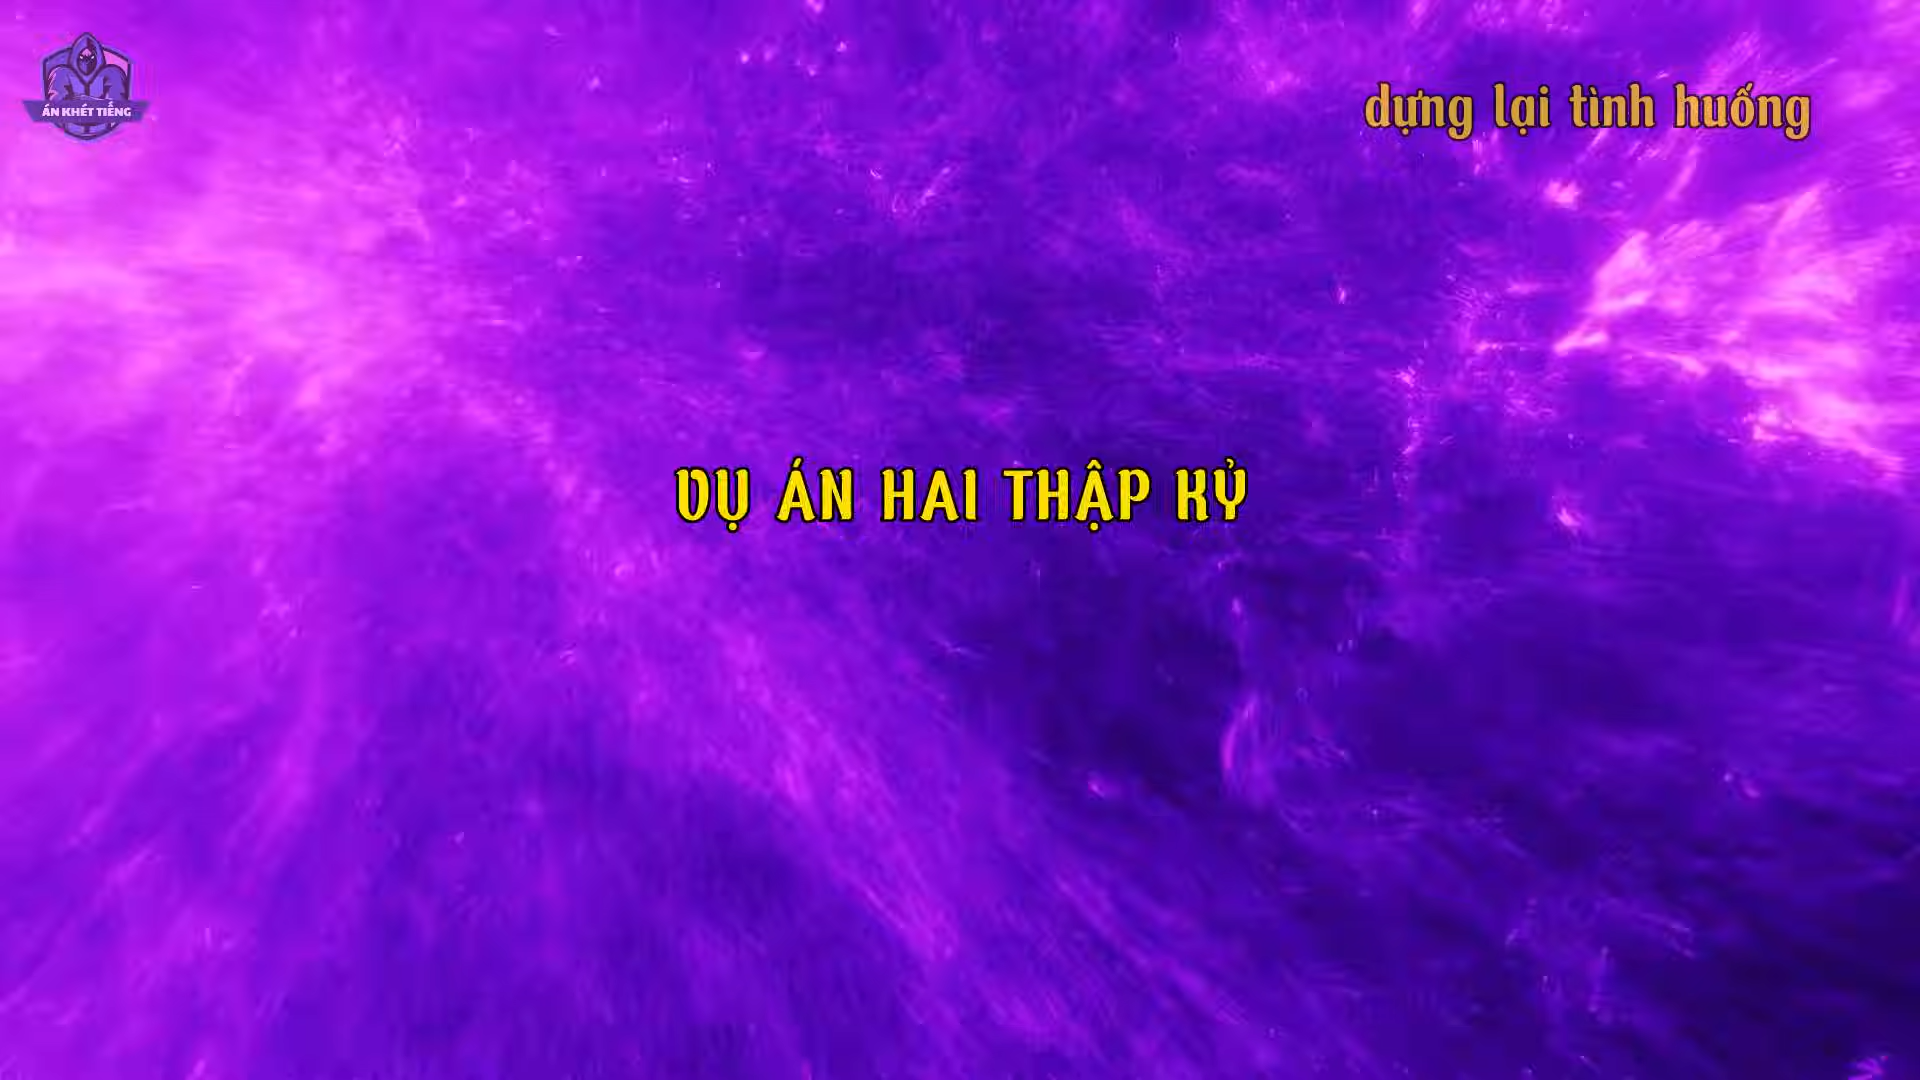 ÁN KHÉT TIẾNG
dựng lại tình huống
VỤ ÁN HAI THẬP KỶ